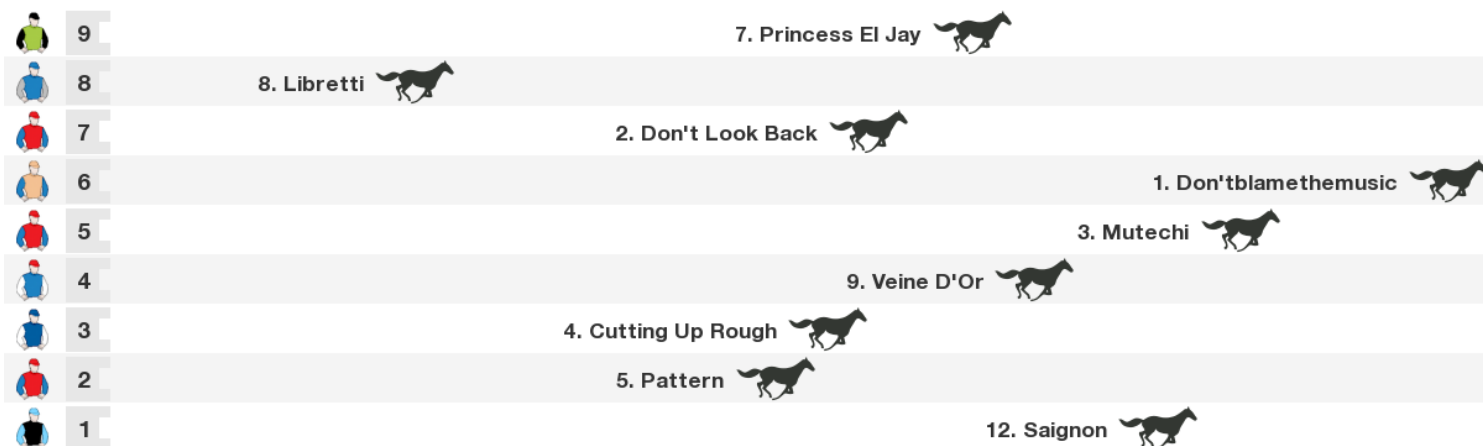 9 7. Princess El Jay
8 8. Libretti
7 2. Don't Look Back
6 1. Don'tblamethemusic
5 3. Mutechi
4 9. Veine D'Or
3 4. Cutting Up Rough
2 5. Pattern
1 12. Saignon